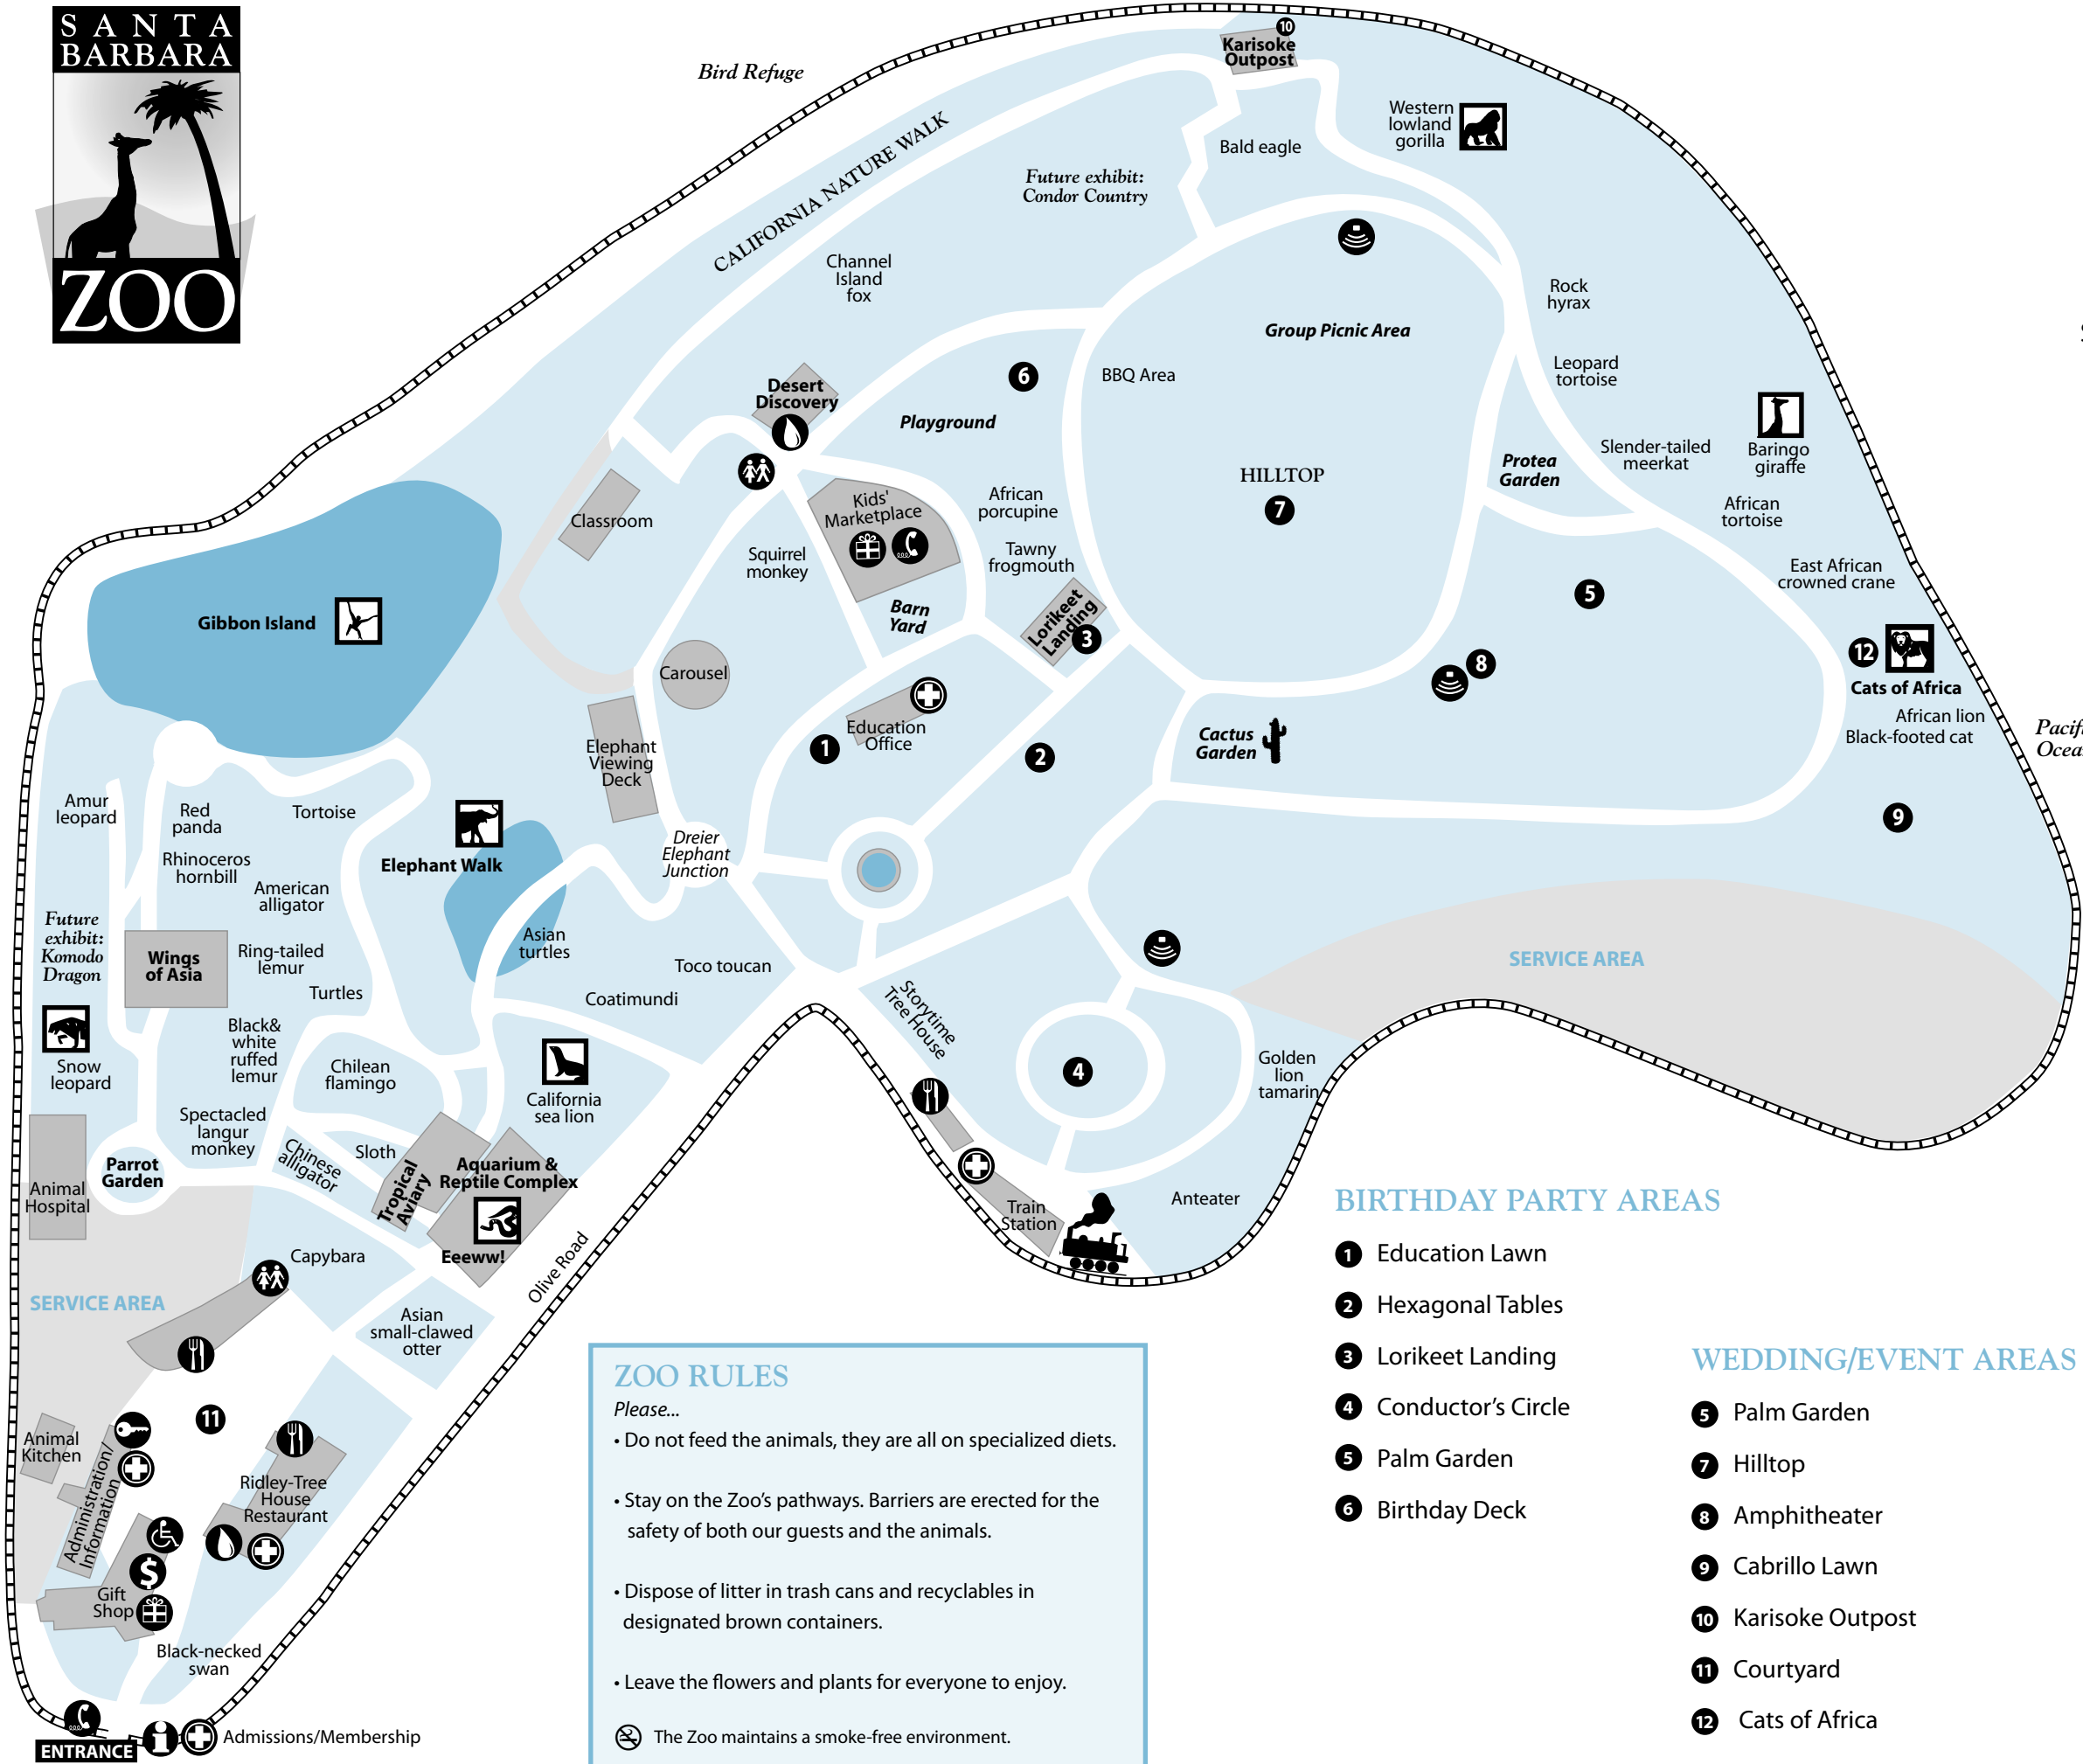 SANTA
BARBARA
ZOO
Bird Refuge
CALIFORNIA NATURE WALK
10
Karisoke
Outpost
Western
lowland
gorilla
Bald eagle
Future exhibit:
Condor Country
Channel
Island
fox
Rock
hyrax
Group Picnic Area
Leopard
tortoise
BBQ Area
6
Desert
Discovery
Playground
Slender-tailed
meerkat
Baringo
giraffe
Protea
Garden
HILLTOP
7
African
tortoise
Classroom
Kids'
Marketplace
African
porcupine
Squirrel
monkey
Tawny
frogmouth
East African
crowned crane
5
Barn
Yard
Lorikeet
Landing
3
Gibbon Island
8
12
Cats of Africa
African lion
Black-footed cat
Carousel
Education
Office
1
2
Cactus
Garden
Elephant
Viewing
Deck
9
Amur
leopard
Red
panda
Tortoise
Elephant Walk
Dreier
Elephant
Junction
Rhinoceros
hornbill
American
alligator
Future
exhibit:
Komodo
Dragon
Wings
of Asia
Ring-tailed
lemur
Turtles
Asian
turtles
Toco toucan
Coatimundi
SERVICE AREA
Storytime
Tree House
Snow
leopard
Black&
white
ruffed
lemur
Chilean
flamingo
California
sea lion
4
Golden
lion
tamarin
Spectacled
langur
monkey
Chinese
alligator
Sloth
Tropical
Aviary
Aquarium &
Reptile Complex
Eeeww!
Parrot
Garden
Animal
Hospital
Train
Station
Anteater
Olive Road
Capybara
SERVICE AREA
Asian
small-clawed
otter
11
Animal
Kitchen
Administration/
Information
Ridley-Tree
House
Restaurant
$
Gift
Shop
Black-necked
swan
ENTRANCE
i
Admissions/Membership
ZOO RULES
Please...
• Do not feed the animals, they are all on specialized diets.
• Stay on the Zoo's pathways. Barriers are erected for the
safety of both our guests and the animals.
• Dispose of litter in trash cans and recyclables in
designated brown containers.
• Leave the flowers and plants for everyone to enjoy.
The Zoo maintains a smoke-free environment.
BIRTHDAY PARTY AREAS
1 Education Lawn
2 Hexagonal Tables
3 Lorikeet Landing
4 Conductor's Circle
5 Palm Garden
6 Birthday Deck
WEDDING/EVENT AREAS
5 Palm Garden
7 Hilltop
8 Amphitheater
9 Cabrillo Lawn
10 Karisoke Outpost
11 Courtyard
12 Cats of Africa